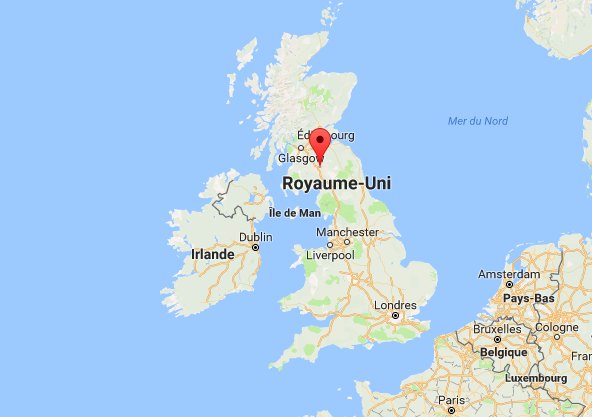 Mer du Nord
Édimbourg
Glasgow
Royaume-Uni
Île de Man
Manchester
Dublin
Liverpool
Irlande
Amsterdam
Pays-Bas
Londres
Bruxelles
Cologne
Belgique
Fran
Luxembourg
Paris